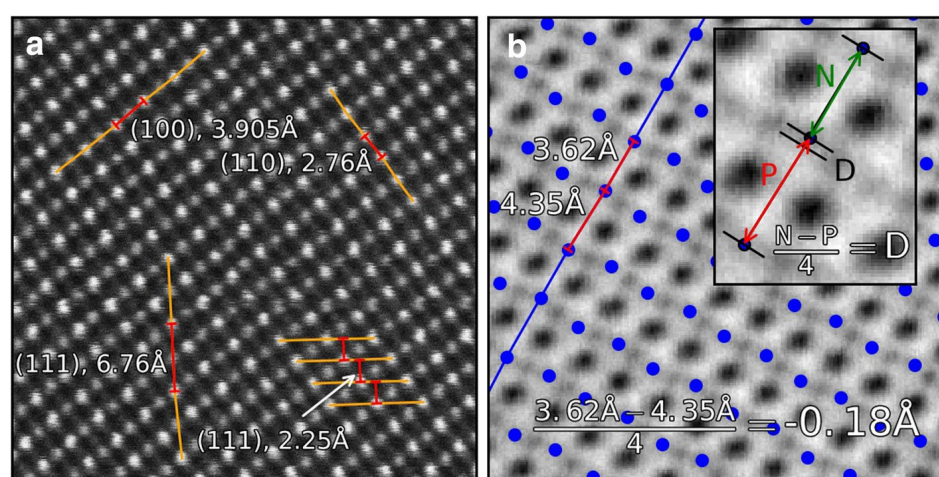 a
(100), 3.905Å
(110), 2.76Å
(111), 6.76Å
(111), 2.25Å
b
3.62Å
4.35Å
N
P
D
N − P
4
= D
3.62Å−4.35Å
4
= -0.18Å